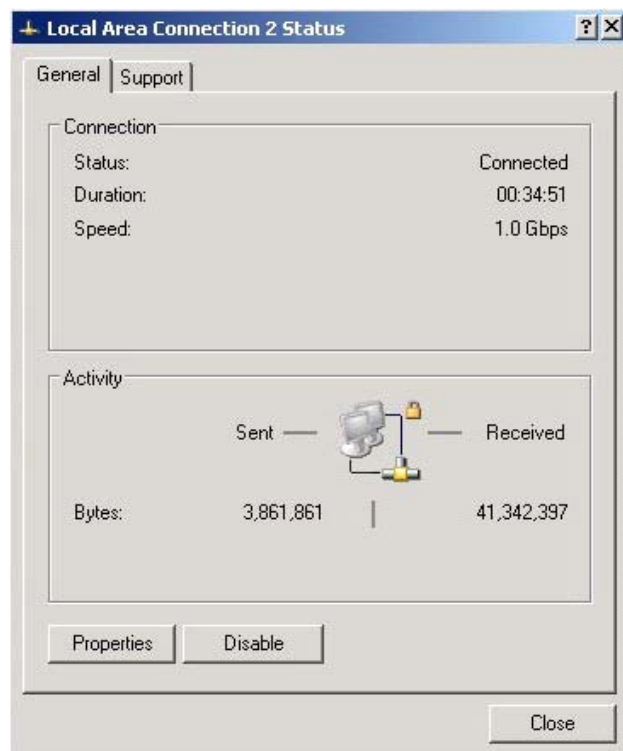 Local Area Connection 2 Status ? X
General Support
Connection
Status: Connected
Duration: 00:34:51
Speed: 1.0 Gbps
Activity
Sent Received
Bytes: 3,861,861 41,342,397
Properties Disable
Close